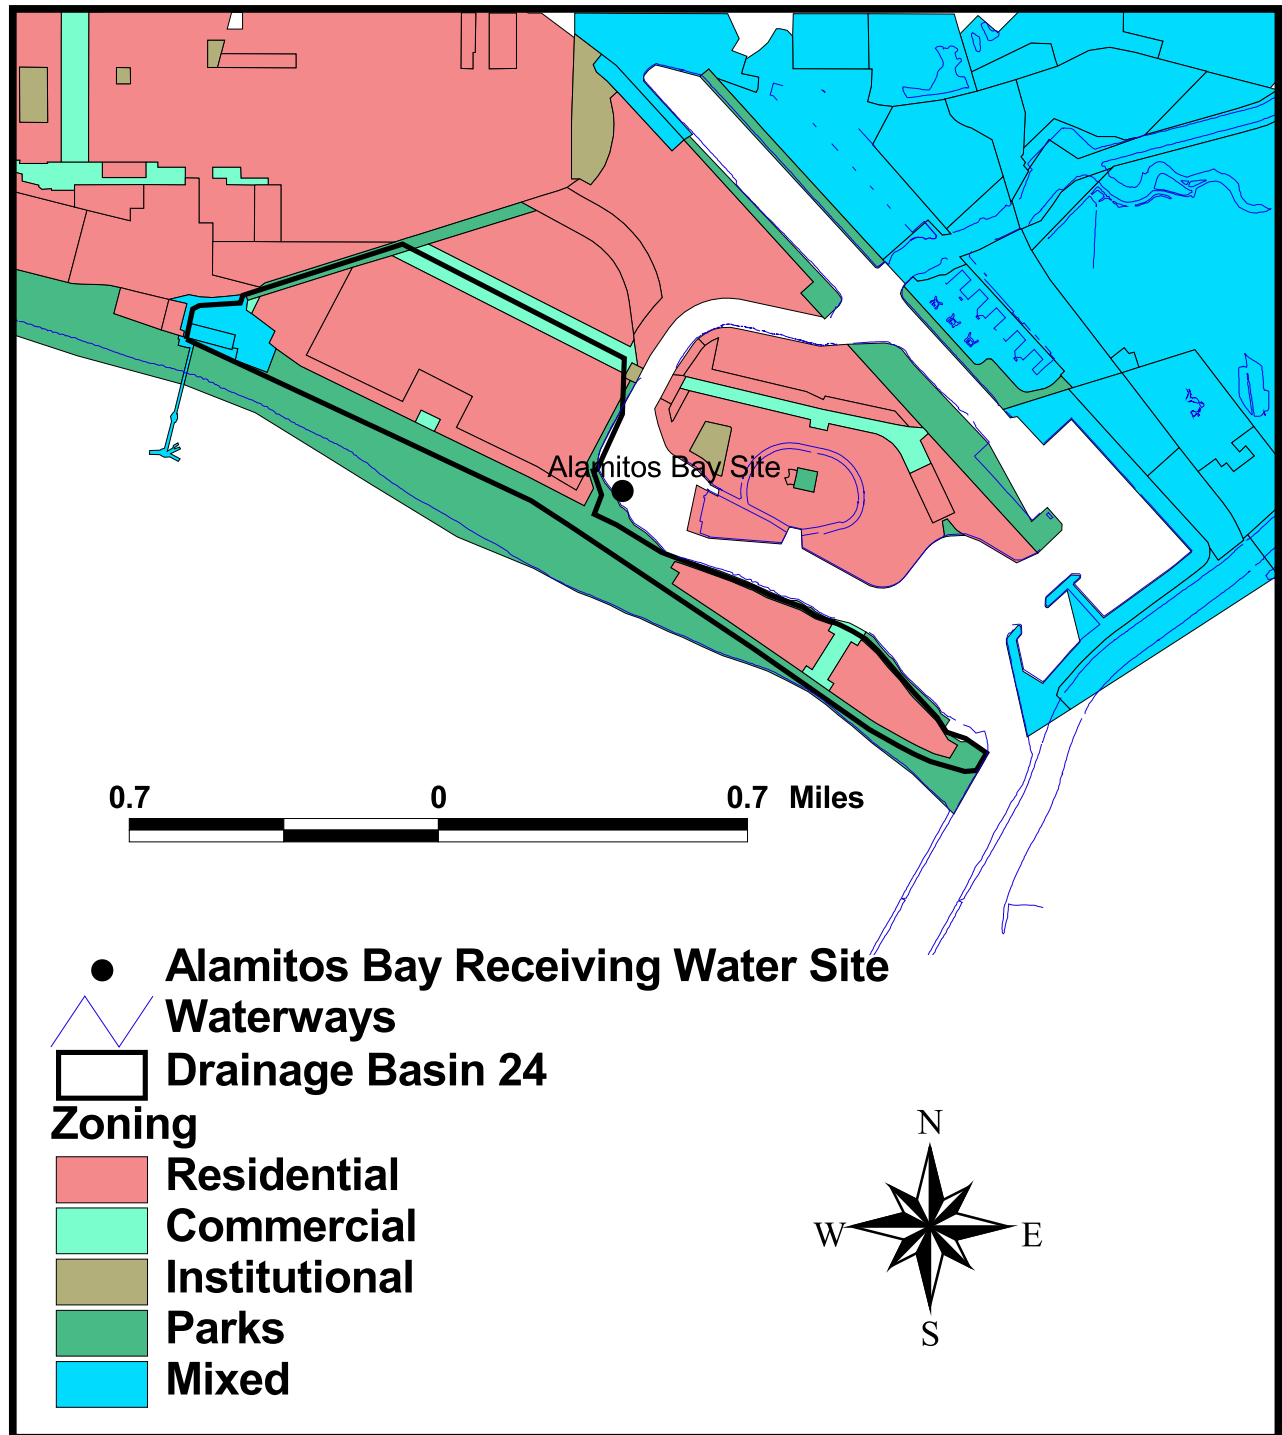 Alamitos Bay Site
0.7 0 0.7 Miles
Alamitos Bay Receiving Water Site
Waterways
Drainage Basin 24
Zoning
Residential
Commercial
Institutional
Parks
Mixed
N
W E
S